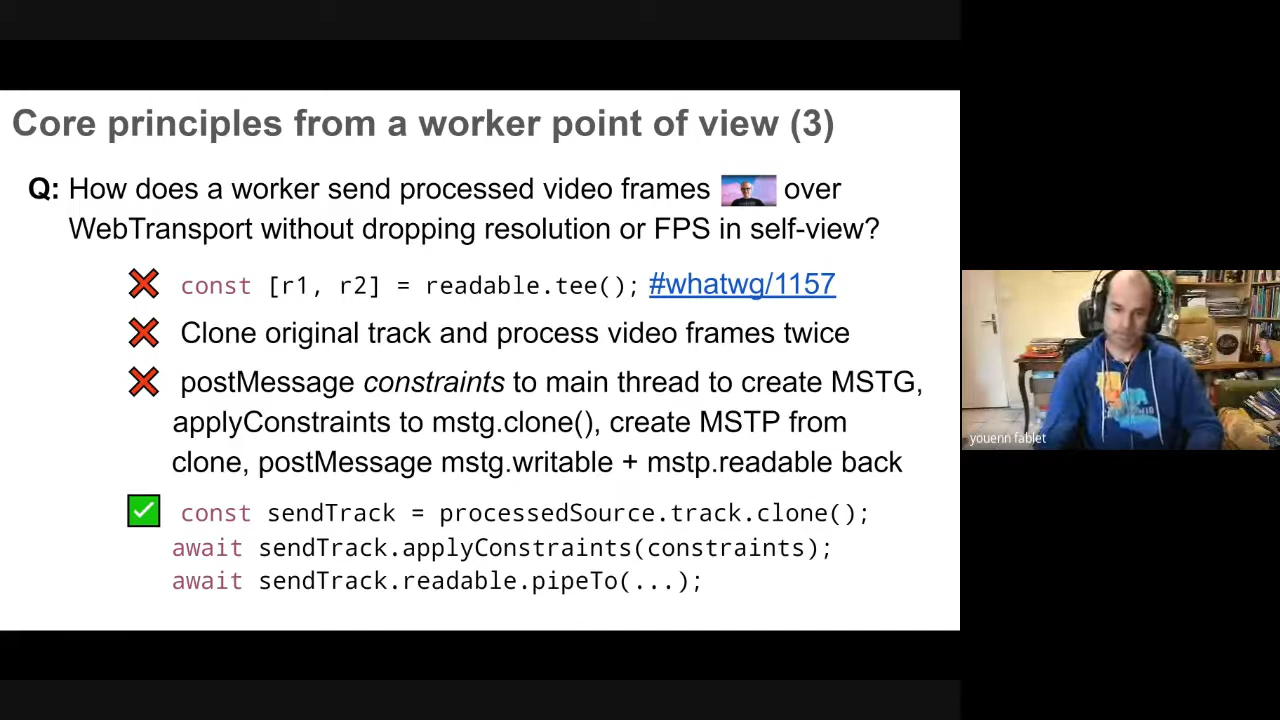 Core principles from a worker point of view (3)
Q: How does a worker send processed video frames over
WebTransport without dropping resolution or FPS in self-view?
const [r1, r2] = readable.tee(); #whatwg/1157
Clone original track and process video frames twice
postMessage constraints to main thread to create MSTG,
applyConstraints to mstg.clone(), create MSTP from
clone, postMessage mstg.writable + mstp.readable back
const sendTrack = processedSource.track.clone();
await sendTrack.applyConstraints(constraints);
await sendTrack.readable.pipeTo(...);
youenn fablet